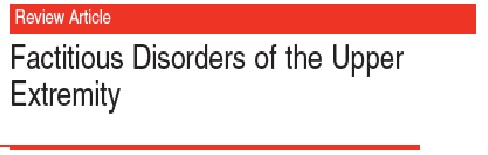 Review Article
Factitious Disorders of the Upper
Extremity